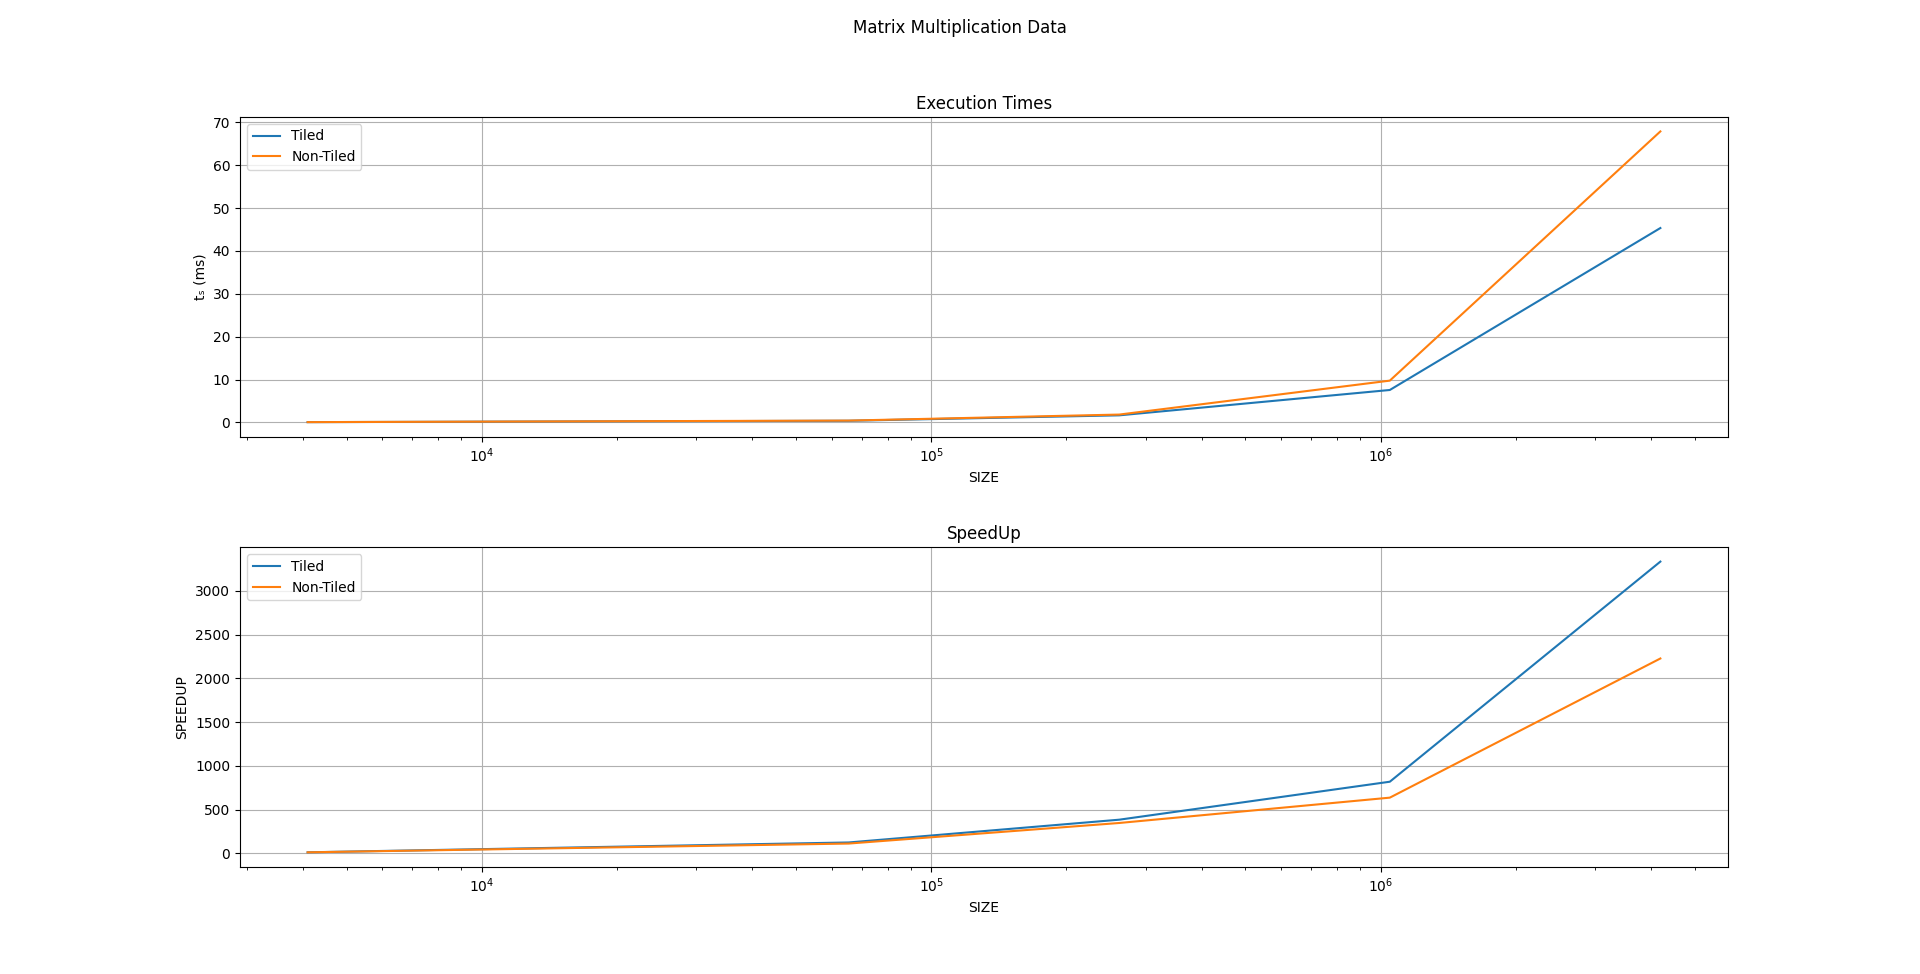 Matrix Multiplication Data
Execution Times
Tiled
Non-Tiled
70
60
50
40
30
20
10
0
tₛ (ms)
10⁴
10⁵
10⁶
SIZE
SpeedUp
Tiled
Non-Tiled
3000
2500
2000
1500
1000
500
0
SPEEDUP
10⁴
10⁵
10⁶
SIZE